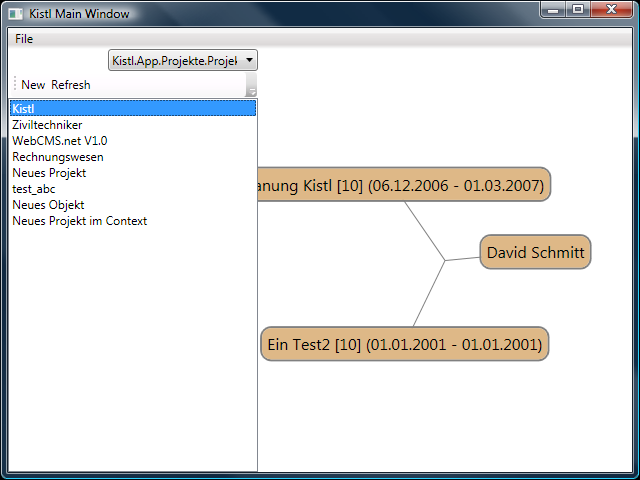 Kistl Main Window
File
Kistl.App.Projekte.Projek
New Refresh
Kistl
Ziviltechniker
WebCMS.net V1.0
Rechnungswesen
Neues Projekt
test_abc
Neues Objekt
Neues Projekt im Context
anung Kistl [10] (06.12.2006 - 01.03.2007)
David Schmitt
Ein Test2 [10] (01.01.2001 - 01.01.2001)